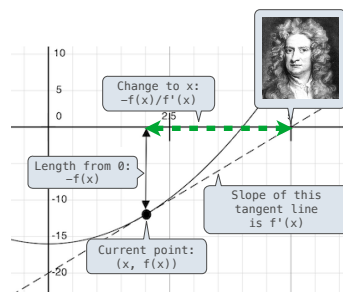 10
5
Change to x:
-f(x)/f'(x)
0
2.5
5
Length from 0:
-f(x)
-10
Slope of this
tangent line
is f'(x)
-15
Current point:
(x, f(x))
-20